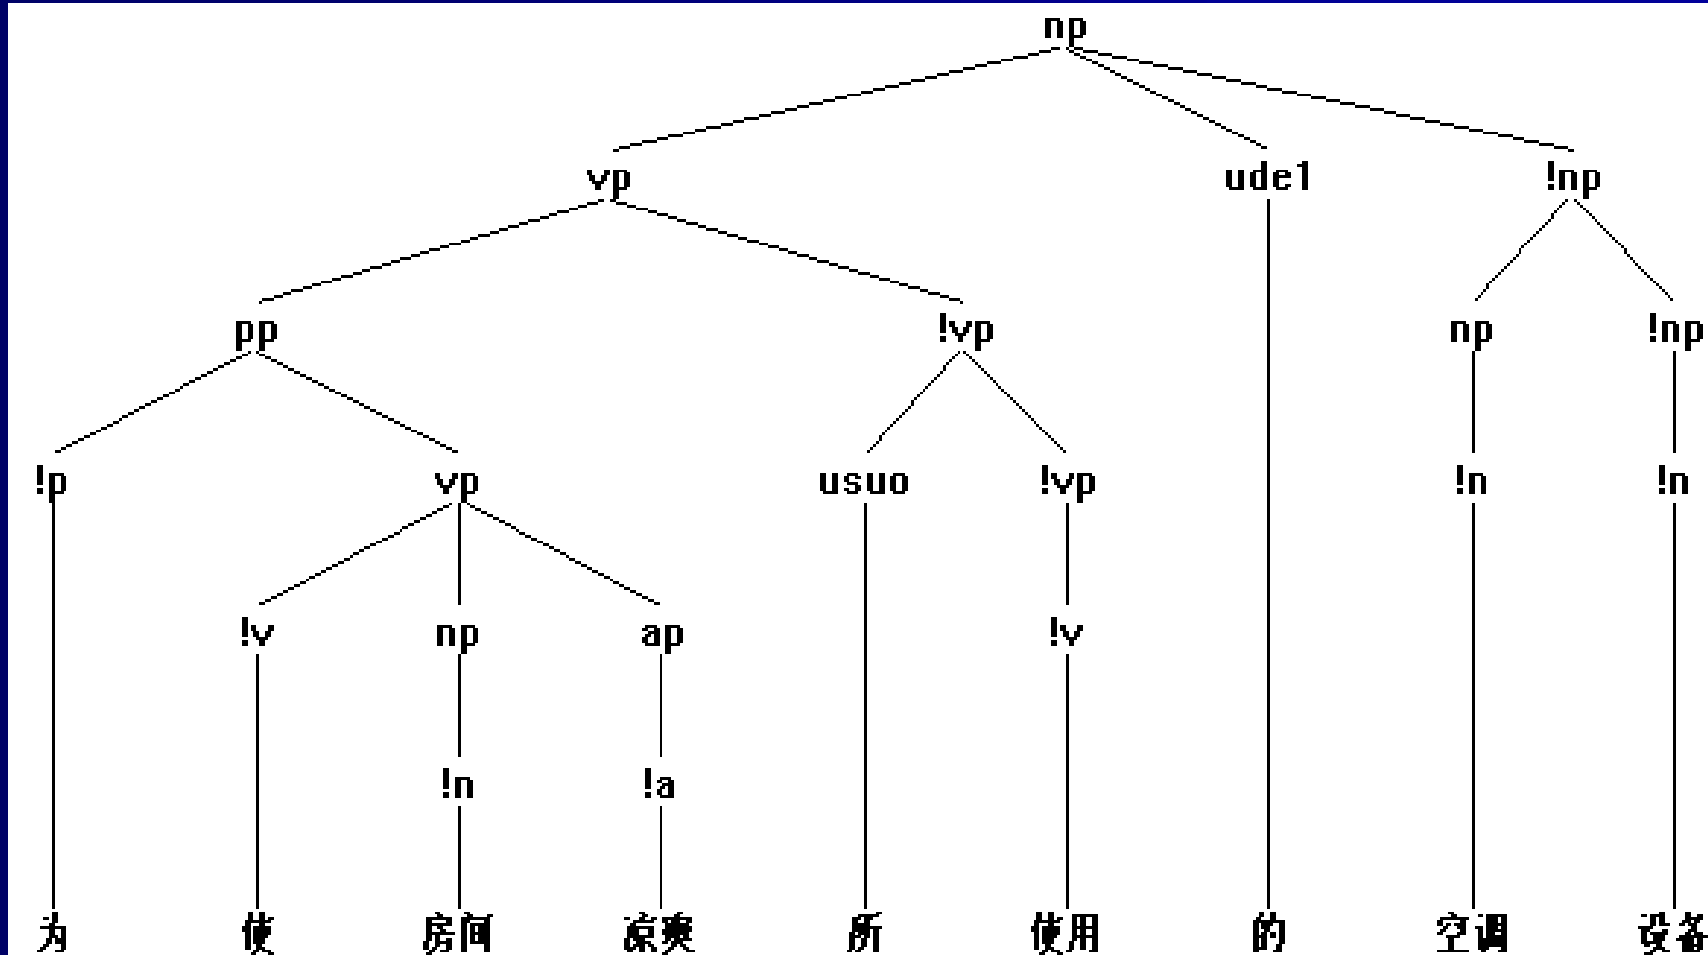 np
vp ude1 !np
pp !vp np !np
!p vp usuo !vp !n !n
!v np ap !v
!n !a
为 使 房间 凉爽 所 使用 的 空调 设备